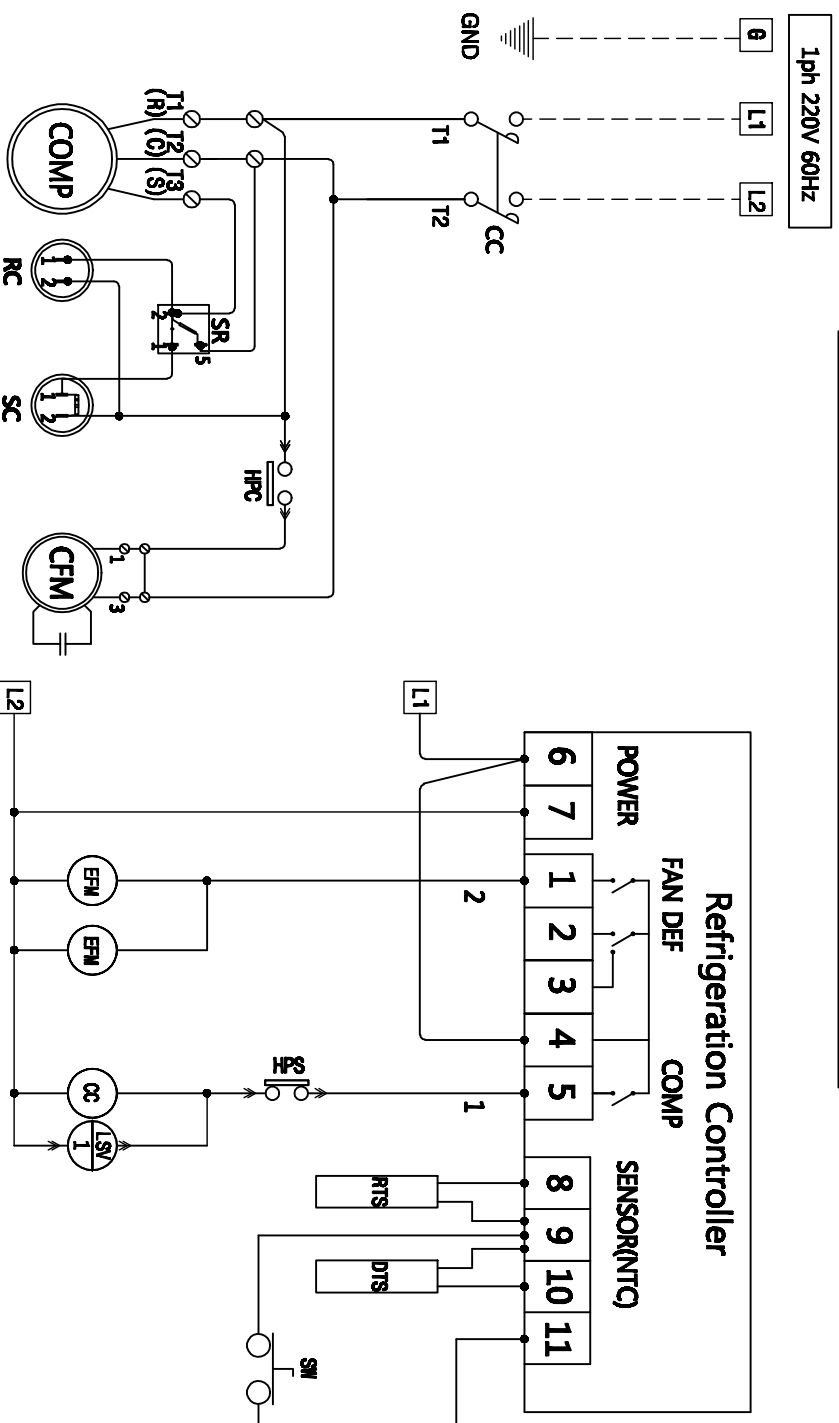 1ph 220V 60Hz
G
L1
L2
GND
T1
T2
CC
T1
(R)
T2
(C)
T3
(S)
COMP
SR
2
1
5
RC
1
2
SC
1
2
HPC
CFM
1
3
Refrigeration Controller
POWER
FAN DEF
COMP
SENSOR(NTC)
6
7
1
2
3
4
5
8
9
10
11
L1
L2
2
1
EFM
EFM
HPS
CC
LSV
1
RTS
DTS
SW